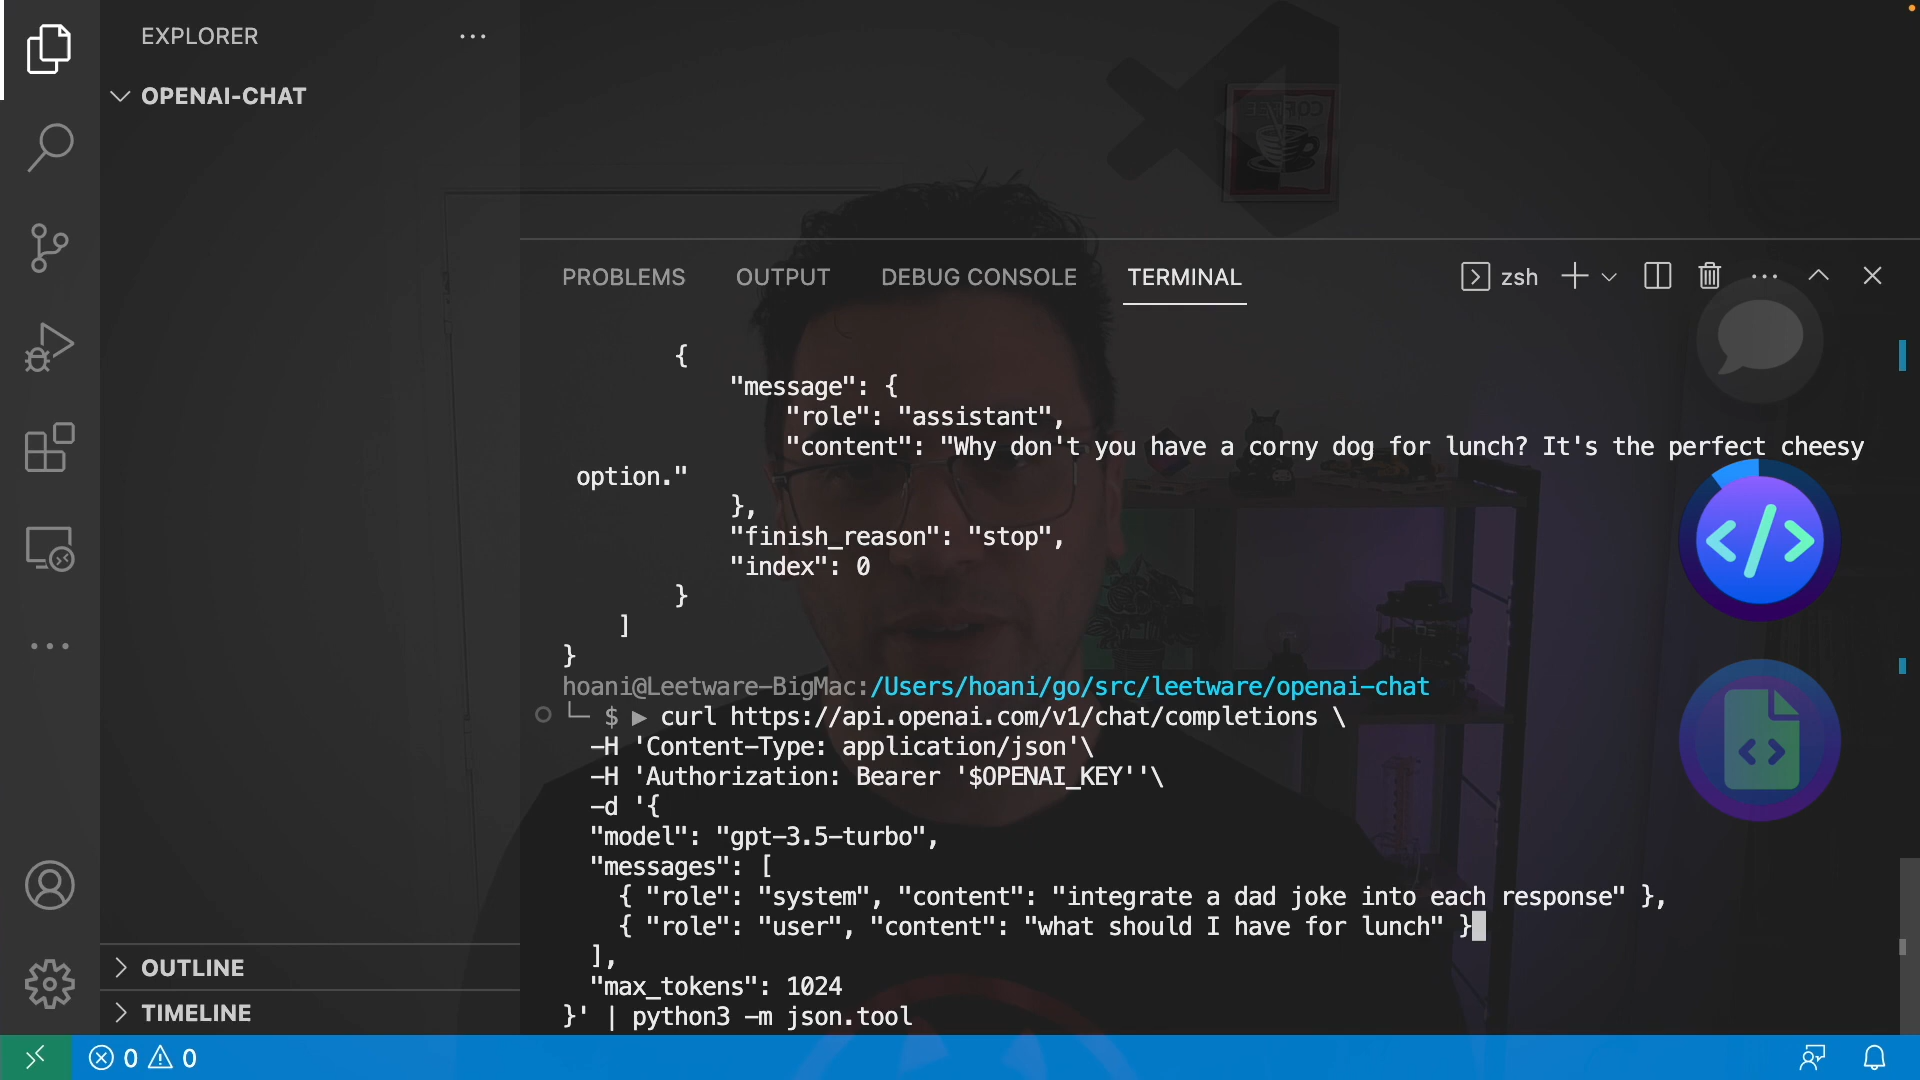 EXPLORER
OPENAI-CHAT
PROBLEMS OUTPUT DEBUG CONSOLE TERMINAL zsh
{
"message": {
"role": "assistant",
"content": "Why don't you have a corny dog for lunch? It's the perfect cheesy
option."
},
"finish_reason": "stop",
"index": 0
}
]
}
hoani@Leetware-BigMac:/Users/hoani/go/src/leetware/openai-chat
└─ $ ▶ curl https://api.openai.com/v1/chat/completions \
-H 'Content-Type: application/json'\
-H 'Authorization: Bearer '$OPENAI_KEY''\
-d '{
"model": "gpt-3.5-turbo",
"messages": [
{ "role": "system", "content": "integrate a dad joke into each response" },
{ "role": "user", "content": "what should I have for lunch" }
],
"max_tokens": 1024
}' | python3 -m json.tool
OUTLINE
TIMELINE
0 0
COFFEE